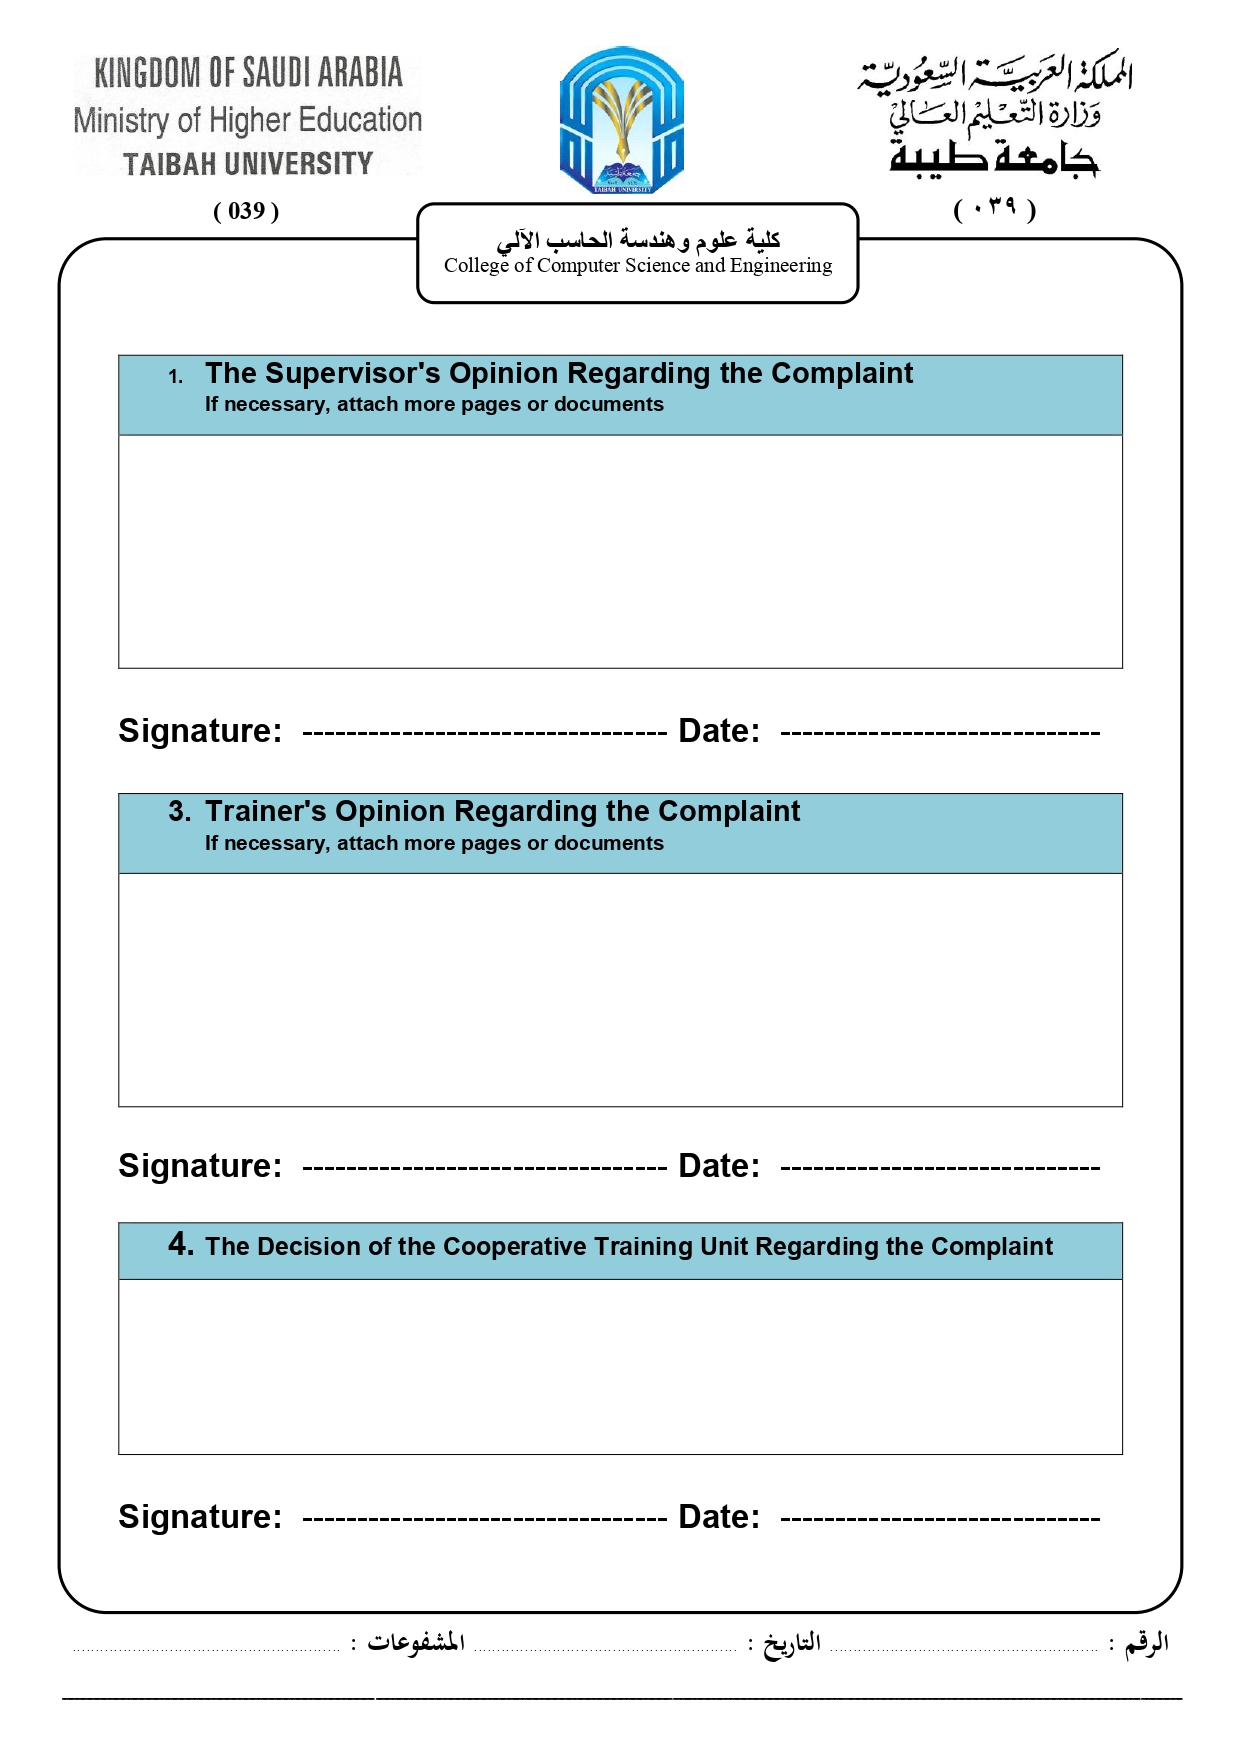 KINGDOM OF SAUDI ARABIA
Ministry of Higher Education
TAIBAH UNIVERSITY
( 039 )
TAIBAH UNIVERSITY
المملكة العربية السعودية
وزارة التعليم العالي
جامعة طيبة
( ٠٣٩ )
كلية علوم وهندسة الحاسب الآلي
College of Computer Science and Engineering
1. The Supervisor's Opinion Regarding the Complaint
If necessary, attach more pages or documents
Signature: --------------------------------- Date: -----------------------------
3. Trainer's Opinion Regarding the Complaint
If necessary, attach more pages or documents
Signature: --------------------------------- Date: -----------------------------
4. The Decision of the Cooperative Training Unit Regarding the Complaint
Signature: --------------------------------- Date: -----------------------------
الرقم : ........................ التاريخ : ........................ المشفوعات : ........................